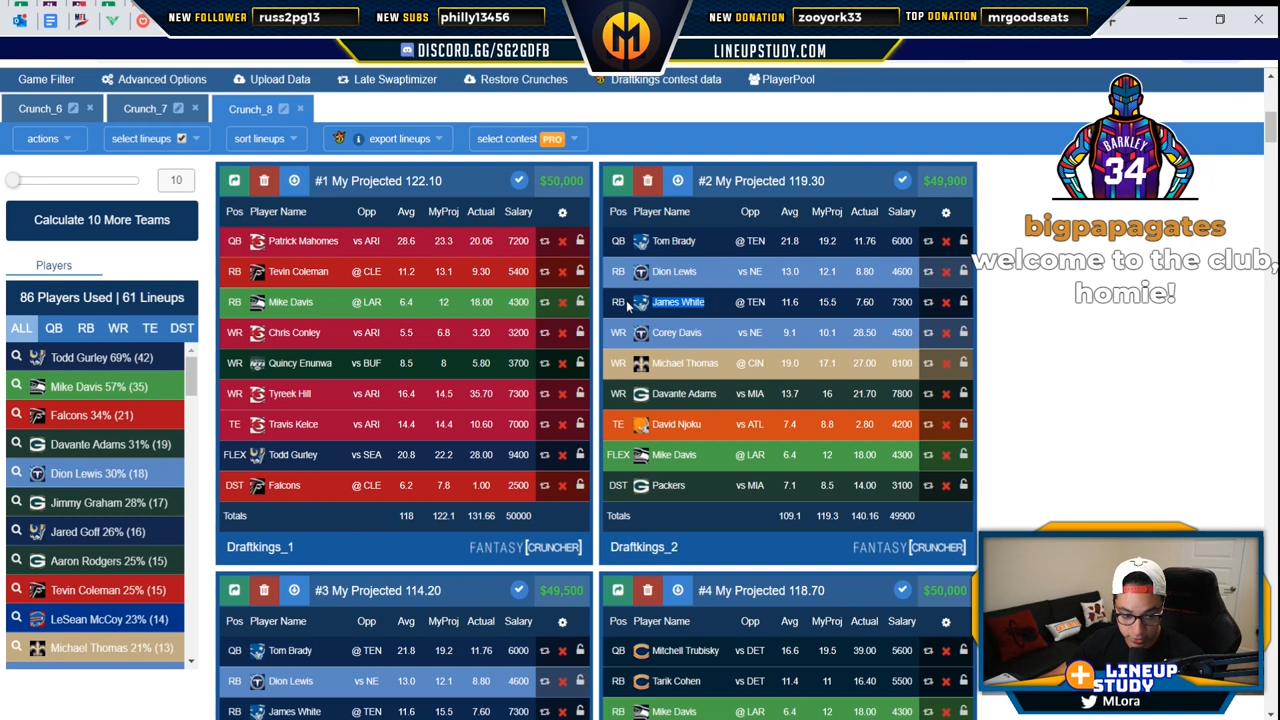 NEW FOLLOWER russ2pg13 NEW SUBS philly13456 NEW DONATION zooyork33 TOP DONATION mrgoodseats
DISCORD.GG/SG2GDFB LINEUPSTUDY.COM
Game Filter Advanced Options Upload Data Late Swaptimizer Restore Crunches Draftkings contest data PlayerPool
Crunch_6 Crunch_7 Crunch_8
actions select lineups sort lineups export lineups select contest PRO
10
Calculate 10 More Teams
Players
86 Players Used | 61 Lineups
ALL QB RB WR TE DST
Todd Gurley 69% (42)
Mike Davis 57% (35)
Falcons 34% (21)
Davante Adams 31% (19)
Dion Lewis 30% (18)
Jimmy Graham 28% (17)
Jared Goff 26% (16)
Aaron Rodgers 25% (15)
Tevin Coleman 25% (15)
LeSean McCoy 23% (14)
Michael Thomas 21% (13)
#1 My Projected 122.10 $50,000
Pos Player Name Opp Avg MyProj Actual Salary
QB Patrick Mahomes vs ARI 28.6 23.3 20.06 7200
RB Tevin Coleman @ CLE 11.2 13.1 9.30 5400
RB Mike Davis @ LAR 6.4 12 18.00 4300
WR Chris Conley vs ARI 5.5 6.8 3.20 3200
WR Quincy Enunwa vs BUF 8.5 8 5.80 3700
WR Tyreek Hill vs ARI 16.4 14.5 35.70 7300
TE Travis Kelce vs ARI 14.4 14.4 10.60 7000
FLEX Todd Gurley vs SEA 20.8 22.2 28.00 9400
DST Falcons @ CLE 6.2 7.8 1.00 2500
Totals 118 122.1 131.66 50000
Draftkings_1 FANTASY[CRUNCHER]
#2 My Projected 119.30 $49,900
Pos Player Name Opp Avg MyProj Actual Salary
QB Tom Brady @ TEN 21.8 19.2 11.76 6000
RB Dion Lewis vs NE 13.0 12.1 8.80 4600
RB James White @ TEN 11.6 15.5 7.60 7300
WR Corey Davis vs NE 9.1 10.1 28.50 4500
WR Michael Thomas @ CIN 19.0 17.1 27.00 8100
WR Davante Adams vs MIA 13.7 16 21.70 7800
TE David Njoku vs ATL 7.4 8.8 2.80 4200
FLEX Mike Davis @ LAR 6.4 12 18.00 4300
DST Packers vs MIA 7.1 8.5 14.00 3100
Totals 109.1 119.3 140.16 49900
Draftkings_2 FANTASY[CRUNCHER]
#3 My Projected 114.20 $49,500
Pos Player Name Opp Avg MyProj Actual Salary
QB Tom Brady @ TEN 21.8 19.2 11.76 6000
RB Dion Lewis vs NE 13.0 12.1 8.80 4600
RB James White @ TEN 11.6 15.5 7.60 7300
#4 My Projected 118.70 $50,000
Pos Player Name Opp Avg MyProj Actual Salary
QB Mitchell Trubisky vs DET 16.6 19.5 39.00 5600
RB Tarik Cohen vs DET 11.4 11 16.40 5500
RB Mike Davis @ LAR 6.4 12 18.00 4300
BARKLEY
34
bigpapagates
welcome to the club,
homie!
LINEUP
STUDY
MLora